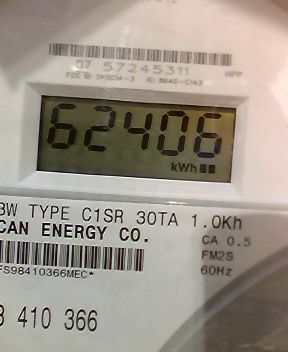 07 57245311 HPP
62406
kWh
3W TYPE C1SR 30TA 1.0Kh
CAN ENERGY CO. CA 0.5
FM2S
FS98410366MEC* 60Hz
3 410 366